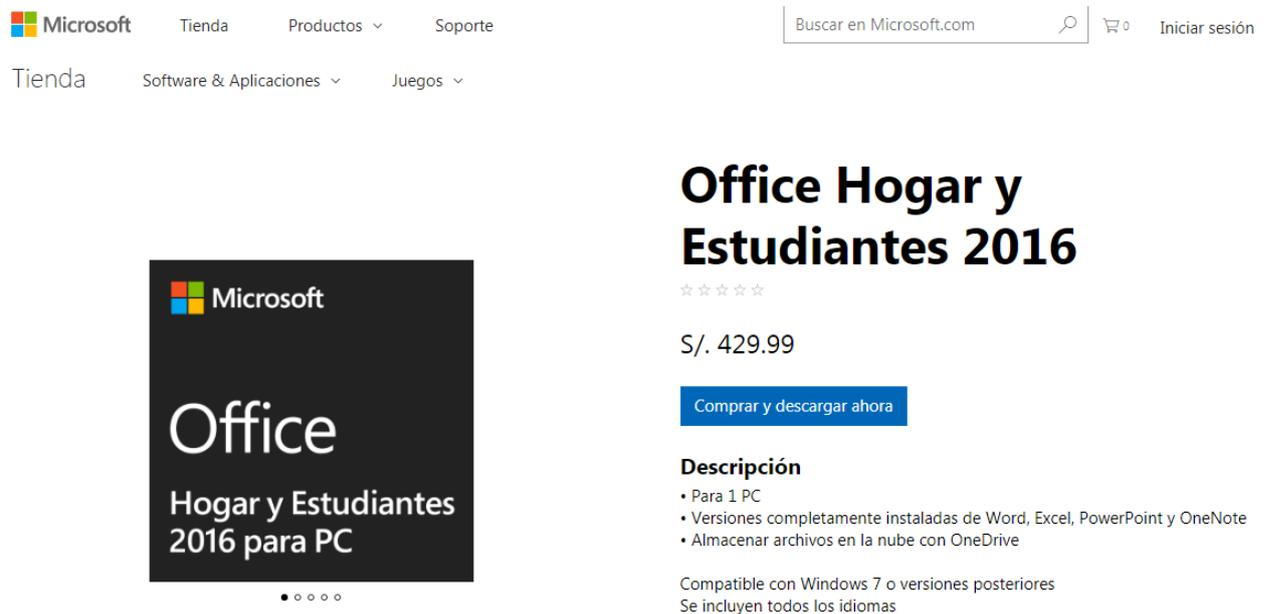 Microsoft Tienda Productos Soporte Buscar en Microsoft.com 0 Iniciar sesión
Tienda Software & Aplicaciones Juegos
Office Hogar y
Estudiantes 2016
S/. 429.99
Comprar y descargar ahora
Descripción
• Para 1 PC
• Versiones completamente instaladas de Word, Excel, PowerPoint y OneNote
• Almacenar archivos en la nube con OneDrive
Compatible con Windows 7 o versiones posteriores
Se incluyen todos los idiomas
Microsoft
Office
Hogar y Estudiantes
2016 para PC